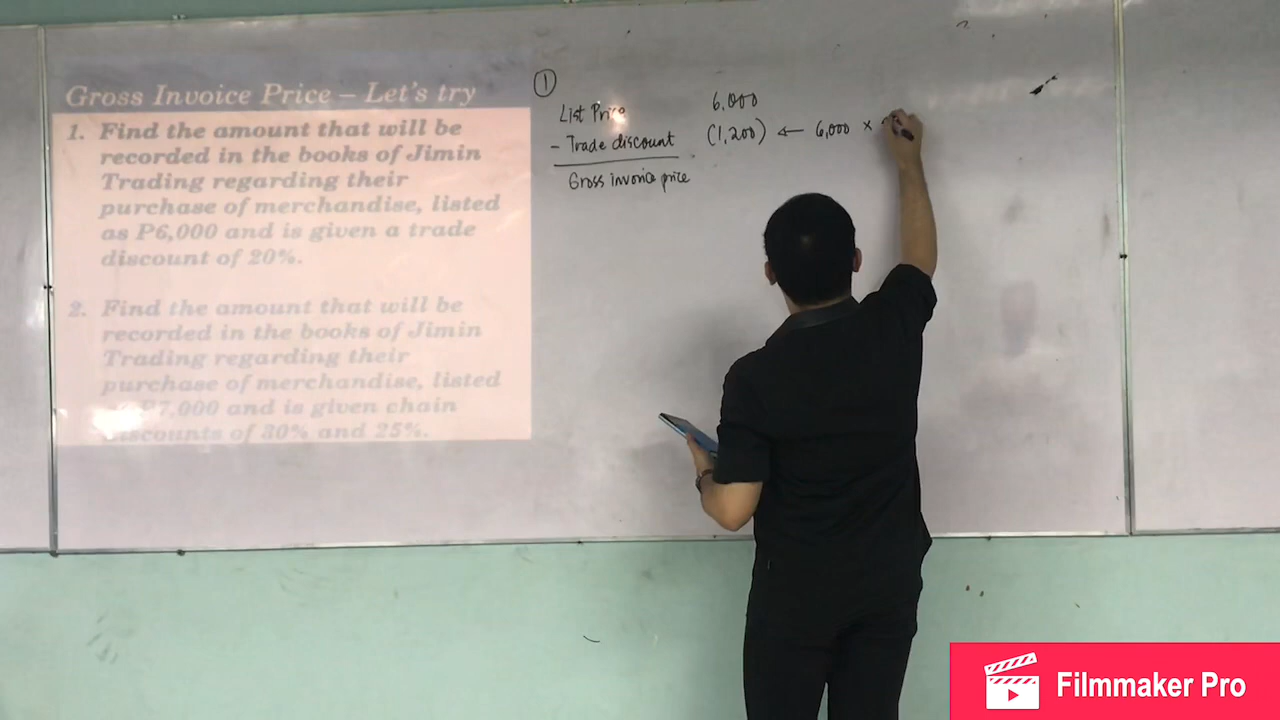 Gross Invoice Price – Let's try
1. Find the amount that will be
recorded in the books of Jimin
Trading regarding their
purchase of merchandise, listed
as P6,000 and is given a trade
discount of 20%.
2. Find the amount that will be
recorded in the books of Jimin
Trading regarding their
purchase of merchandise, listed
P7,000 and is given chain
discounts of 30% and 25%.
①
List Price 6,000
- Trade discount (1,200) ← 6,000 ×
Gross invoice price
Filmmaker Pro